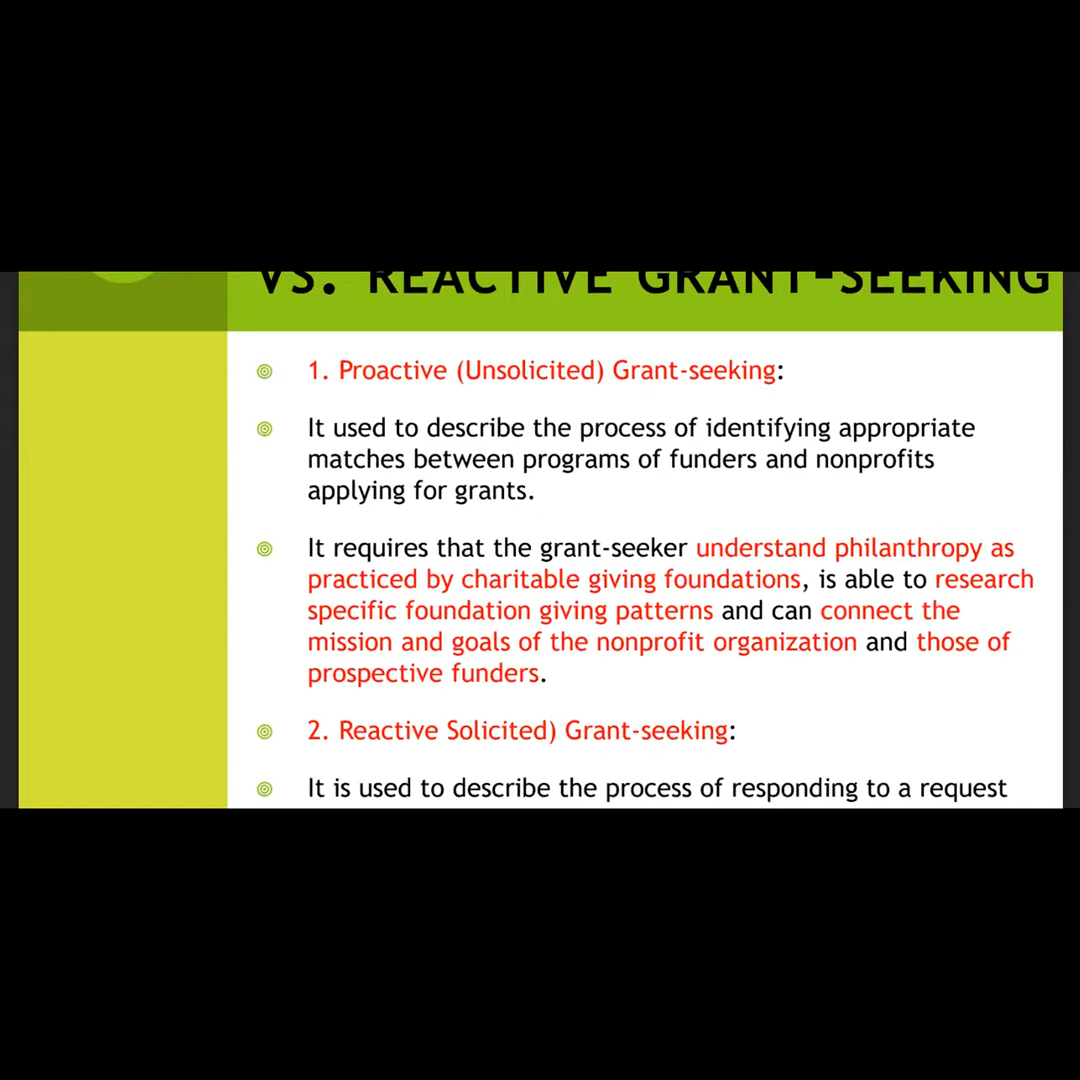 VS. REACTIVE GRANT-SEEKING
1. Proactive (Unsolicited) Grant-seeking:
It used to describe the process of identifying appropriate
matches between programs of funders and nonprofits
applying for grants.
It requires that the grant-seeker understand philanthropy as
practiced by charitable giving foundations, is able to research
specific foundation giving patterns and can connect the
mission and goals of the nonprofit organization and those of
prospective funders.
2. Reactive Solicited) Grant-seeking:
It is used to describe the process of responding to a request